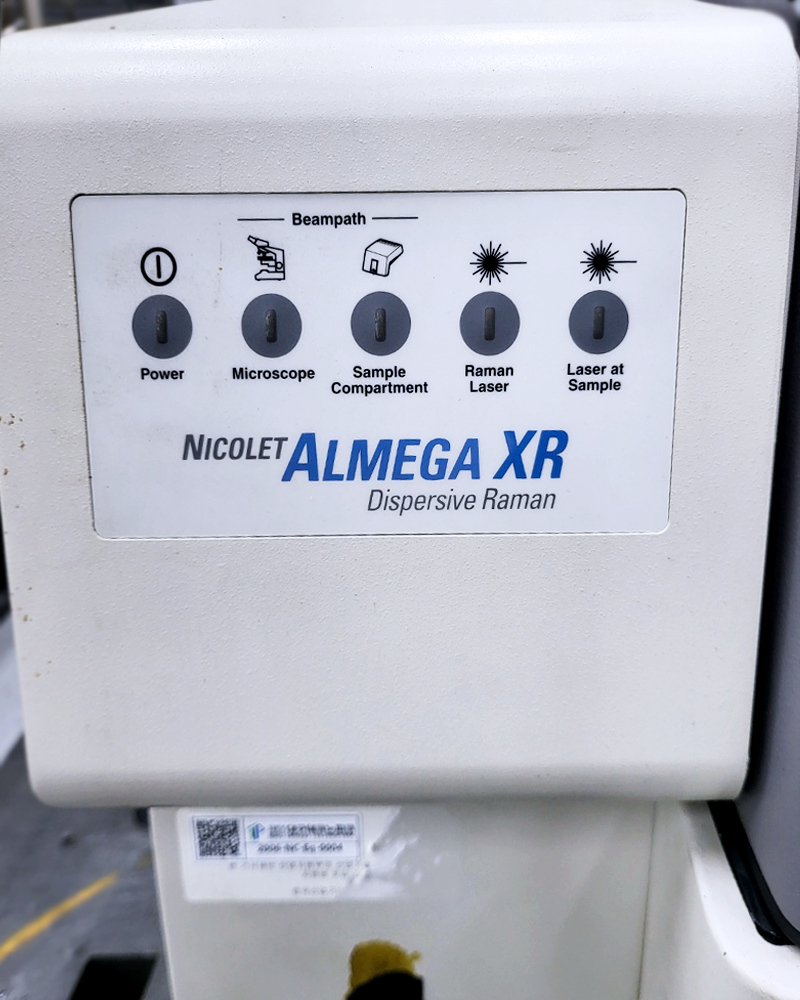 Beampath
Power
Microscope
Sample
Compartment
Raman
Laser
Laser at
Sample
NICOLET ALMEGA XR
Dispersive Raman